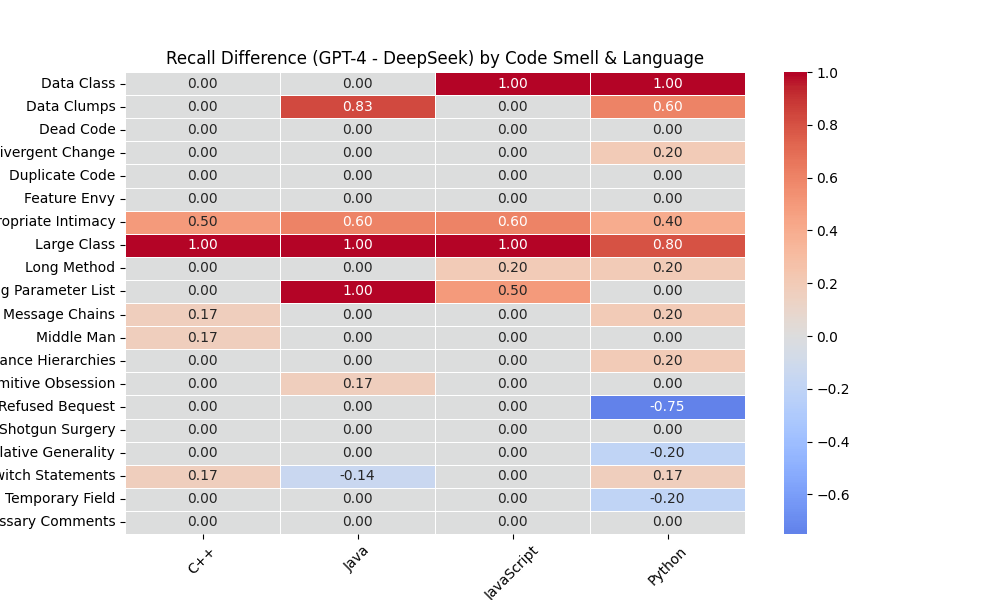 Recall Difference (GPT-4 - DeepSeek) by Code Smell & Language
Data Class 0.00 0.00 1.00 1.00
Data Clumps 0.00 0.83 0.00 0.60
Dead Code 0.00 0.00 0.00 0.00
ivergent Change 0.00 0.00 0.00 0.20
Duplicate Code 0.00 0.00 0.00 0.00
Feature Envy 0.00 0.00 0.00 0.00
ropriate Intimacy 0.50 0.60 0.60 0.40
Large Class 1.00 1.00 1.00 0.80
Long Method 0.00 0.00 0.20 0.20
g Parameter List 0.00 1.00 0.50 0.00
Message Chains 0.17 0.00 0.00 0.20
Middle Man 0.17 0.00 0.00 0.00
ance Hierarchies 0.00 0.00 0.00 0.20
mitive Obsession 0.00 0.17 0.00 0.00
Refused Bequest 0.00 0.00 0.00 -0.75
Shotgun Surgery 0.00 0.00 0.00 0.00
lative Generality 0.00 0.00 0.00 -0.20
witch Statements 0.17 -0.14 0.00 0.17
Temporary Field 0.00 0.00 0.00 -0.20
ssary Comments 0.00 0.00 0.00 0.00
C++ Java JavaScript Python
1.0
0.8
0.6
0.4
0.2
0.0
−0.2
−0.4
−0.6